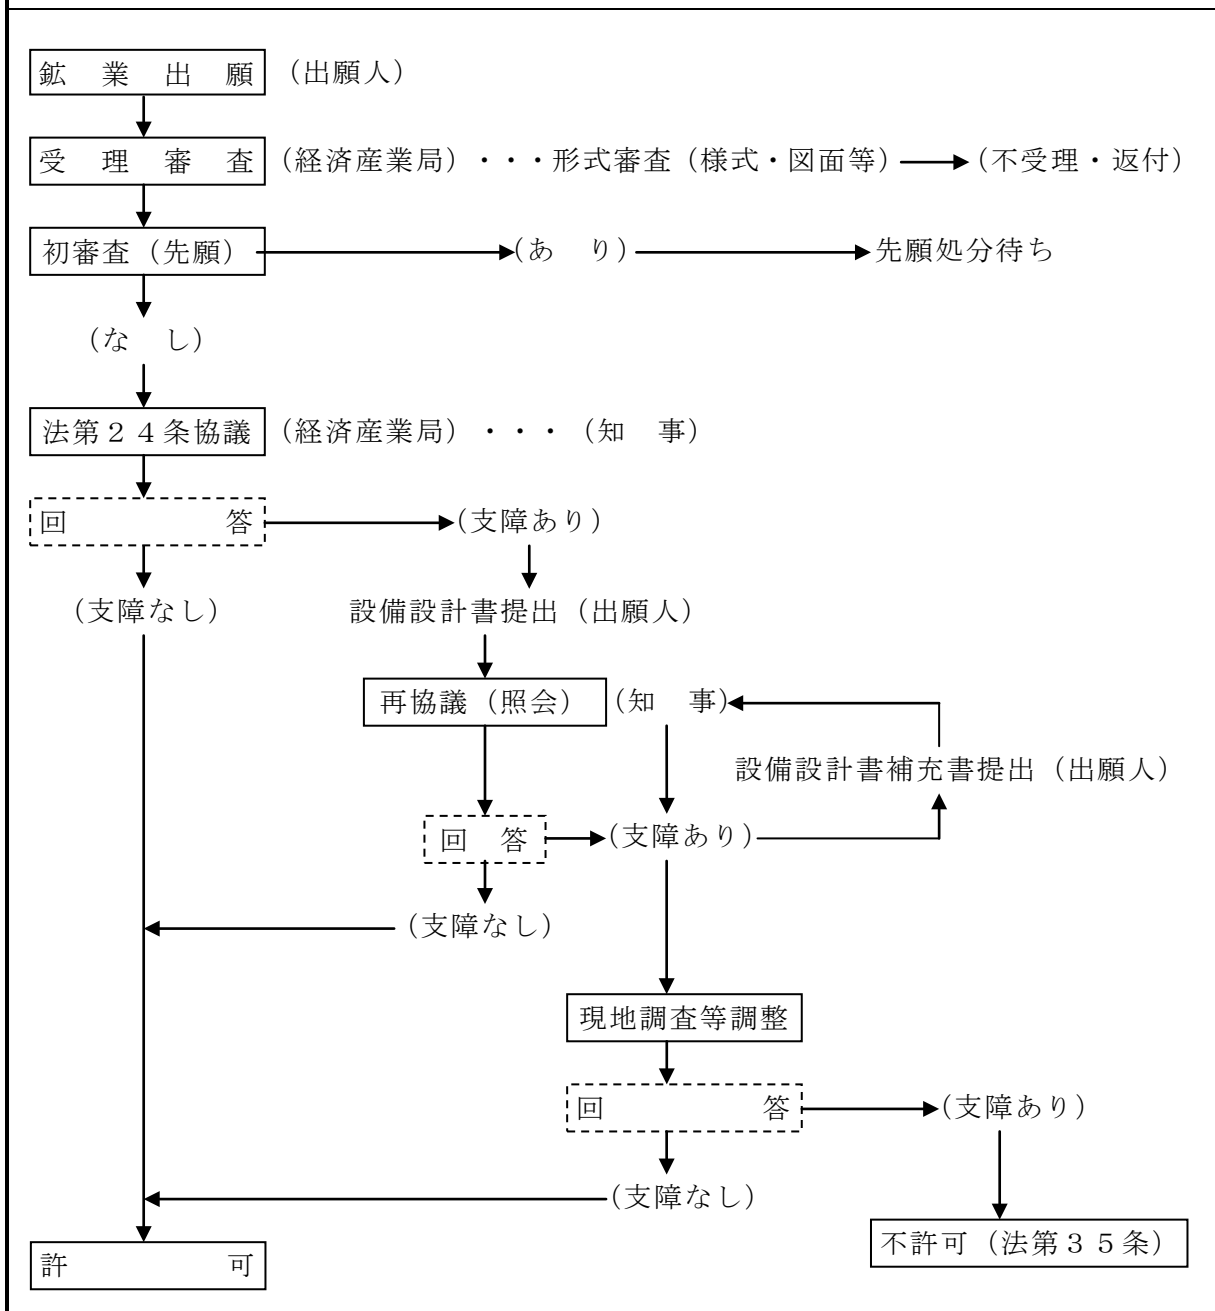 鉱業出願 (出願人)
受理審査 (経済産業局)・・・形式審査(様式・図面等) (不受理・返付)
初審査(先願) (あ り) 先願処分待ち
(な し)
法第24条協議 (経済産業局)・・・(知 事)
回 答 (支障あり)
(支障なし) 設備設計書提出(出願人)
再協議(照会) (知 事)
設備設計書補充書提出(出願人)
回 答 (支障あり)
(支障なし)
現地調査等調整
回 答 (支障あり)
(支障なし)
不許可(法第35条)
許 可